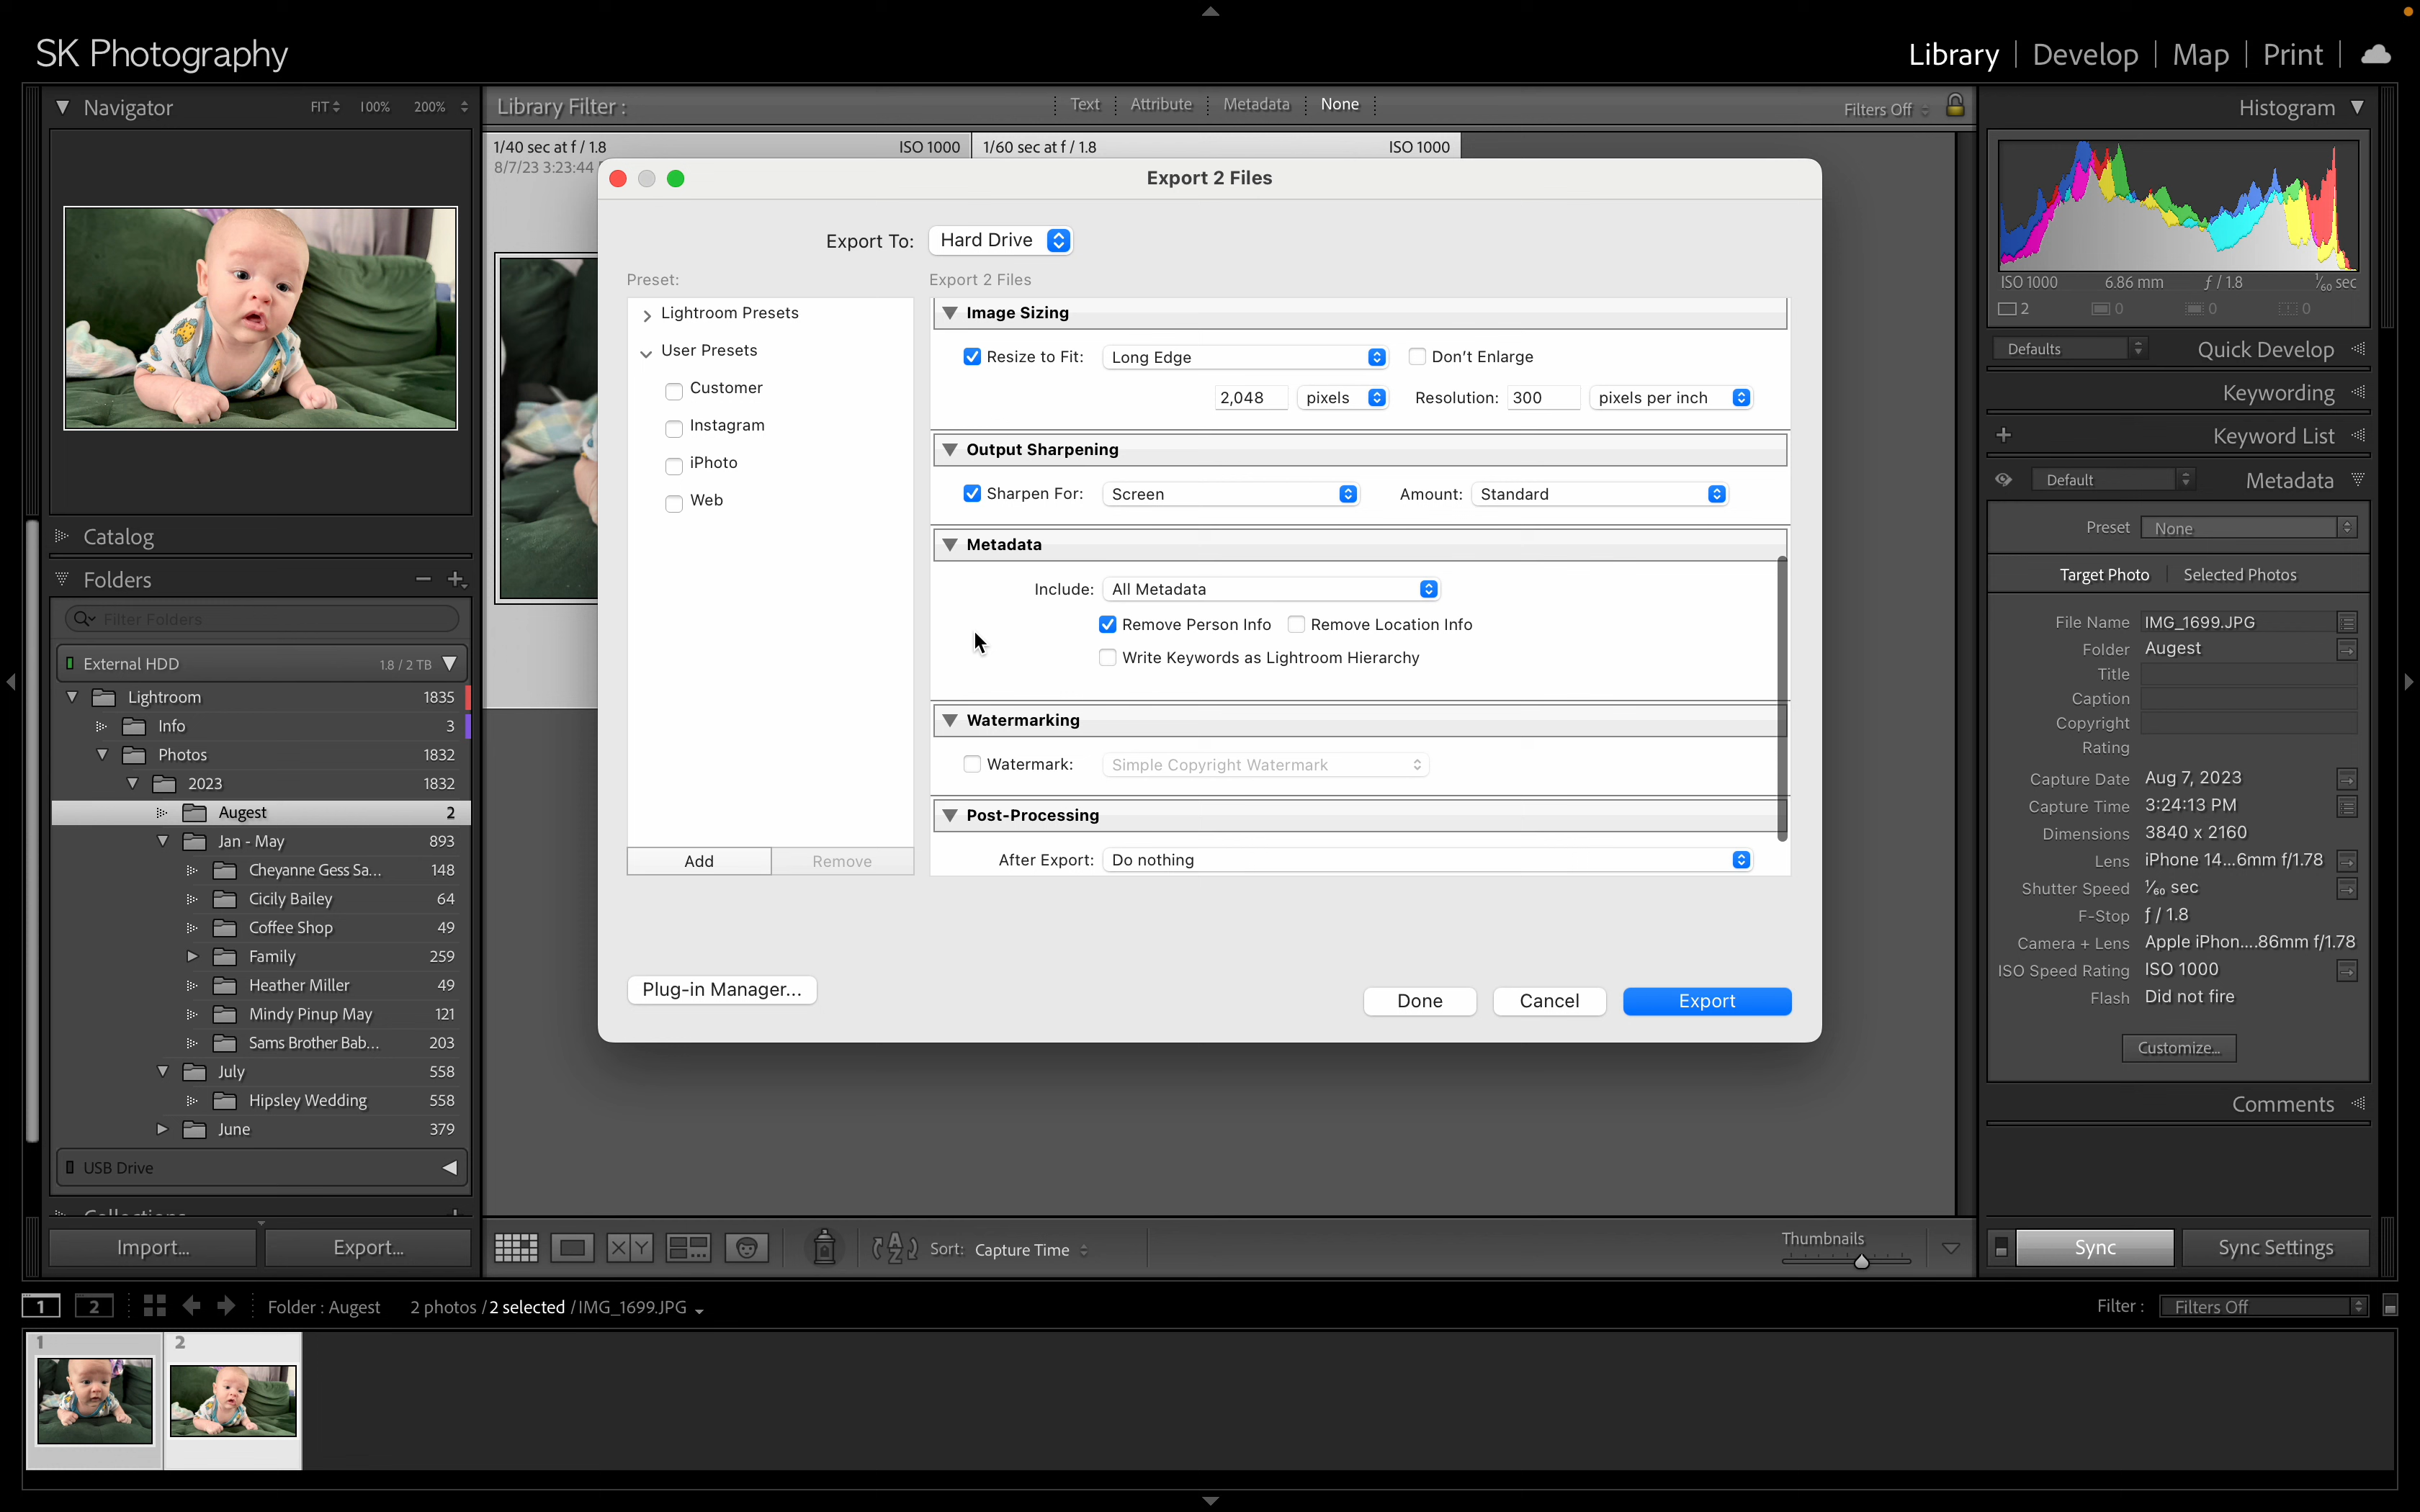 SK Photography
Library | Develop | Map | Print
Navigator FIT 100% 200%
Library Filter : Text Attribute Metadata None Filters Off
Histogram
1/40 sec at f / 1.8 ISO 1000
8/7/23 3:23:44
1/60 sec at f / 1.8 ISO 1000
Export 2 Files
Export To: Hard Drive
Preset:
Export 2 Files
Lightroom Presets
User Presets
Customer
Instagram
iPhoto
Web
Add Remove
Image Sizing
Resize to Fit: Long Edge Don't Enlarge
2,048 pixels Resolution: 300 pixels per inch
Output Sharpening
Sharpen For: Screen Amount: Standard
Metadata
Include: All Metadata
Remove Person Info Remove Location Info
Write Keywords as Lightroom Hierarchy
Watermarking
Watermark: Simple Copyright Watermark
Post-Processing
After Export: Do nothing
Plug-in Manager...
Done Cancel Export
Catalog
Folders
Filter Folders
External HDD 1.8 / 2 TB
Lightroom 1835
Info 3
Photos 1832
2023 1832
Augest 2
Jan - May 893
Cheyanne Gess Sa... 148
Cicily Bailey 64
Coffee Shop 49
Family 259
Heather Miller 49
Mindy Pinup May 121
Sams Brother Bab... 203
July 558
Hipsley Wedding 558
June 379
USB Drive
Collections
Import... Export...
ISO 1000 6.86 mm ƒ / 1.8 1/60 sec
2 0 0 0
Defaults Quick Develop
Keywording
Keyword List
Default Metadata
Preset None
Target Photo Selected Photos
File Name IMG_1699.JPG
Folder Augest
Title
Caption
Copyright
Rating
Capture Date Aug 7, 2023
Capture Time 3:24:13 PM
Dimensions 3840 x 2160
Lens iPhone 14...6mm f/1.78
Shutter Speed 1/60 sec
F-Stop ƒ / 1.8
Camera + Lens Apple iPhon....86mm f/1.78
ISO Speed Rating ISO 1000
Flash Did not fire
Customize...
Comments
X Y A Z Sort: Capture Time Thumbnails
Sync Sync Settings
1 2 Folder : Augest 2 photos / 2 selected / IMG_1699.JPG Filter : Filters Off
1 2